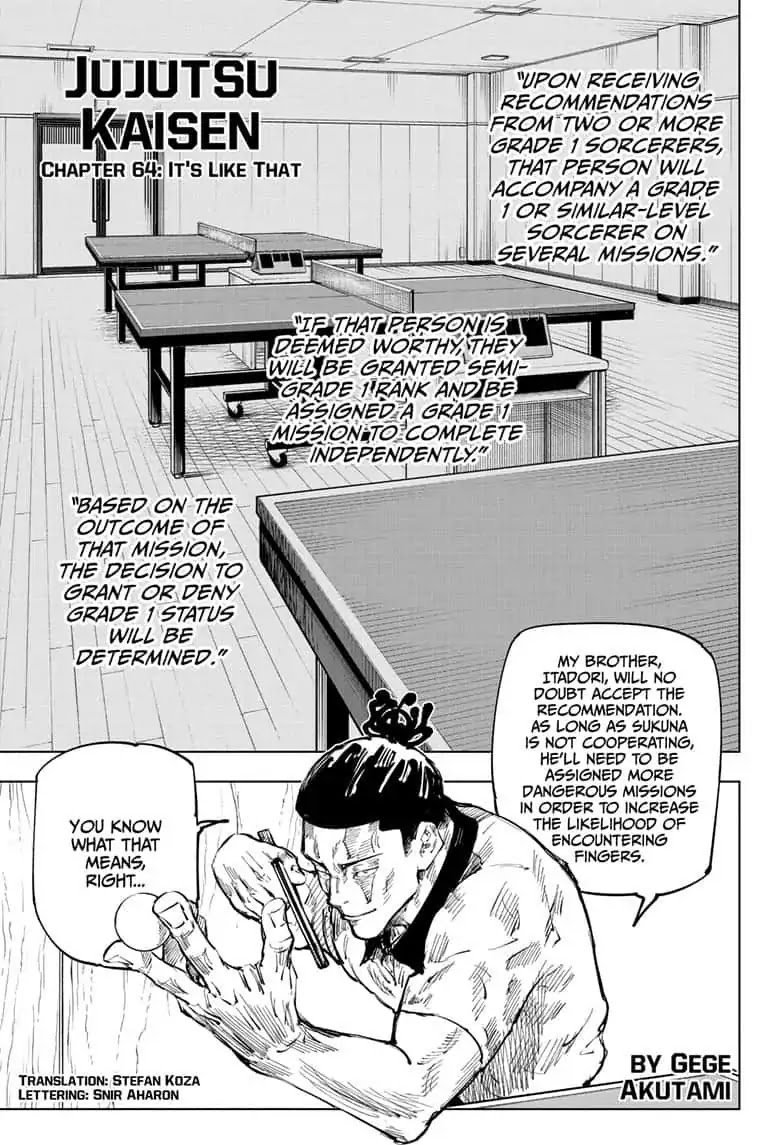 JUJUTSU
KAISEN
CHAPTER 64: IT'S LIKE THAT
"UPON RECEIVING
RECOMMENDATIONS
FROM TWO OR MORE
GRADE 1 SORCERERS,
THAT PERSON WILL
ACCOMPANY A GRADE
1 OR SIMILAR-LEVEL
SORCERER ON
SEVERAL MISSIONS."
"IF THAT PERSON IS
DEEMED WORTHY, THEY
WILL BE GRANTED SEMI-
GRADE 1 RANK AND BE
ASSIGNED A GRADE 1
MISSION TO COMPLETE
INDEPENDENTLY."
"BASED ON THE
OUTCOME OF
THAT MISSION,
THE DECISION TO
GRANT OR DENY
GRADE 1 STATUS
WILL BE
DETERMINED."
MY BROTHER,
ITADORI, WILL NO
DOUBT ACCEPT THE
RECOMMENDATION.
AS LONG AS SUKUNA
IS NOT COOPERATING,
HE'LL NEED TO BE
ASSIGNED MORE
DANGEROUS MISSIONS
IN ORDER TO INCREASE
THE LIKELIHOOD OF
ENCOUNTERING
FINGERS.
YOU KNOW
WHAT THAT
MEANS,
RIGHT...
TRANSLATION: STEFAN KOZA
LETTERING: SNIR AHARON
BY GEGE
AKUTAMI